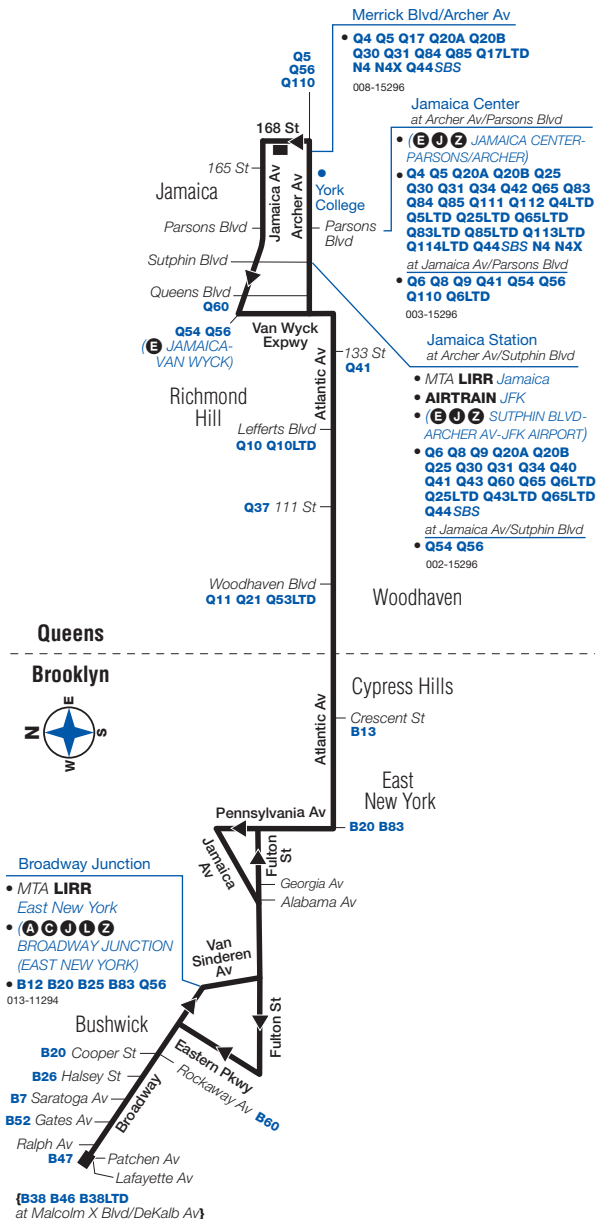 Merrick Blvd/Archer Av
• Q4 Q5 Q17 Q20A Q20B
Q30 Q31 Q84 Q85 Q17LTD
N4 N4X Q44SBS
008-15296
Q5
Q56
Q110
Jamaica Center
at Archer Av/Parsons Blvd
• (E J Z JAMAICA CENTER-
PARSONS/ARCHER)
• Q4 Q5 Q20A Q20B Q25
Q30 Q31 Q34 Q42 Q65 Q83
Q84 Q85 Q111 Q112 Q4LTD
Q5LTD Q25LTD Q65LTD
Q83LTD Q85LTD Q113LTD
Q114LTD Q44SBS N4 N4X
at Jamaica Av/Parsons Blvd
• Q6 Q8 Q9 Q41 Q54 Q56
Q110 Q6LTD
003-15296
168 St
165 St
Jamaica Av
Archer Av
York
College
Jamaica
Parsons Blvd
Parsons
Blvd
Sutphin Blvd
Queens Blvd
Q60
Q54 Q56
(E JAMAICA-
VAN WYCK)
Van Wyck
Expwy
Jamaica Station
at Archer Av/Sutphin Blvd
• MTA LIRR Jamaica
• AIRTRAIN JFK
• (E J Z SUTPHIN BLVD-
ARCHER AV-JFK AIRPORT)
• Q6 Q8 Q9 Q20A Q20B
Q25 Q30 Q31 Q34 Q40
Q41 Q43 Q60 Q65 Q6LTD
Q25LTD Q43LTD Q65LTD
Q44SBS
at Jamaica Av/Sutphin Blvd
• Q54 Q56
002-15296
Atlantic Av
133 St
Q41
Richmond
Hill
Lefferts Blvd
Q10 Q10LTD
Q37 111 St
Woodhaven Blvd
Q11 Q21 Q53LTD
Woodhaven
Queens
Brooklyn
N
E
S
W
Cypress Hills
Atlantic Av
Crescent St
B13
East
New York
Pennsylvania Av
B20 B83
Jamaica
Av
Fulton
St
Georgia Av
Alabama Av
Broadway Junction
• MTA LIRR
East New York
• (A C J L Z
BROADWAY JUNCTION
(EAST NEW YORK)
• B12 B20 B25 B83 Q56
013-11294
Van
Sinderen
Av
Fulton St
Bushwick
Eastern Pkwy
Rockaway Av B60
B20 Cooper St
B26 Halsey St
B7 Saratoga Av
B52 Gates Av
Broadway
Ralph Av
B47
Patchen Av
Lafayette Av
{B38 B46 B38LTD
at Malcolm X Blvd/DeKalb Av}